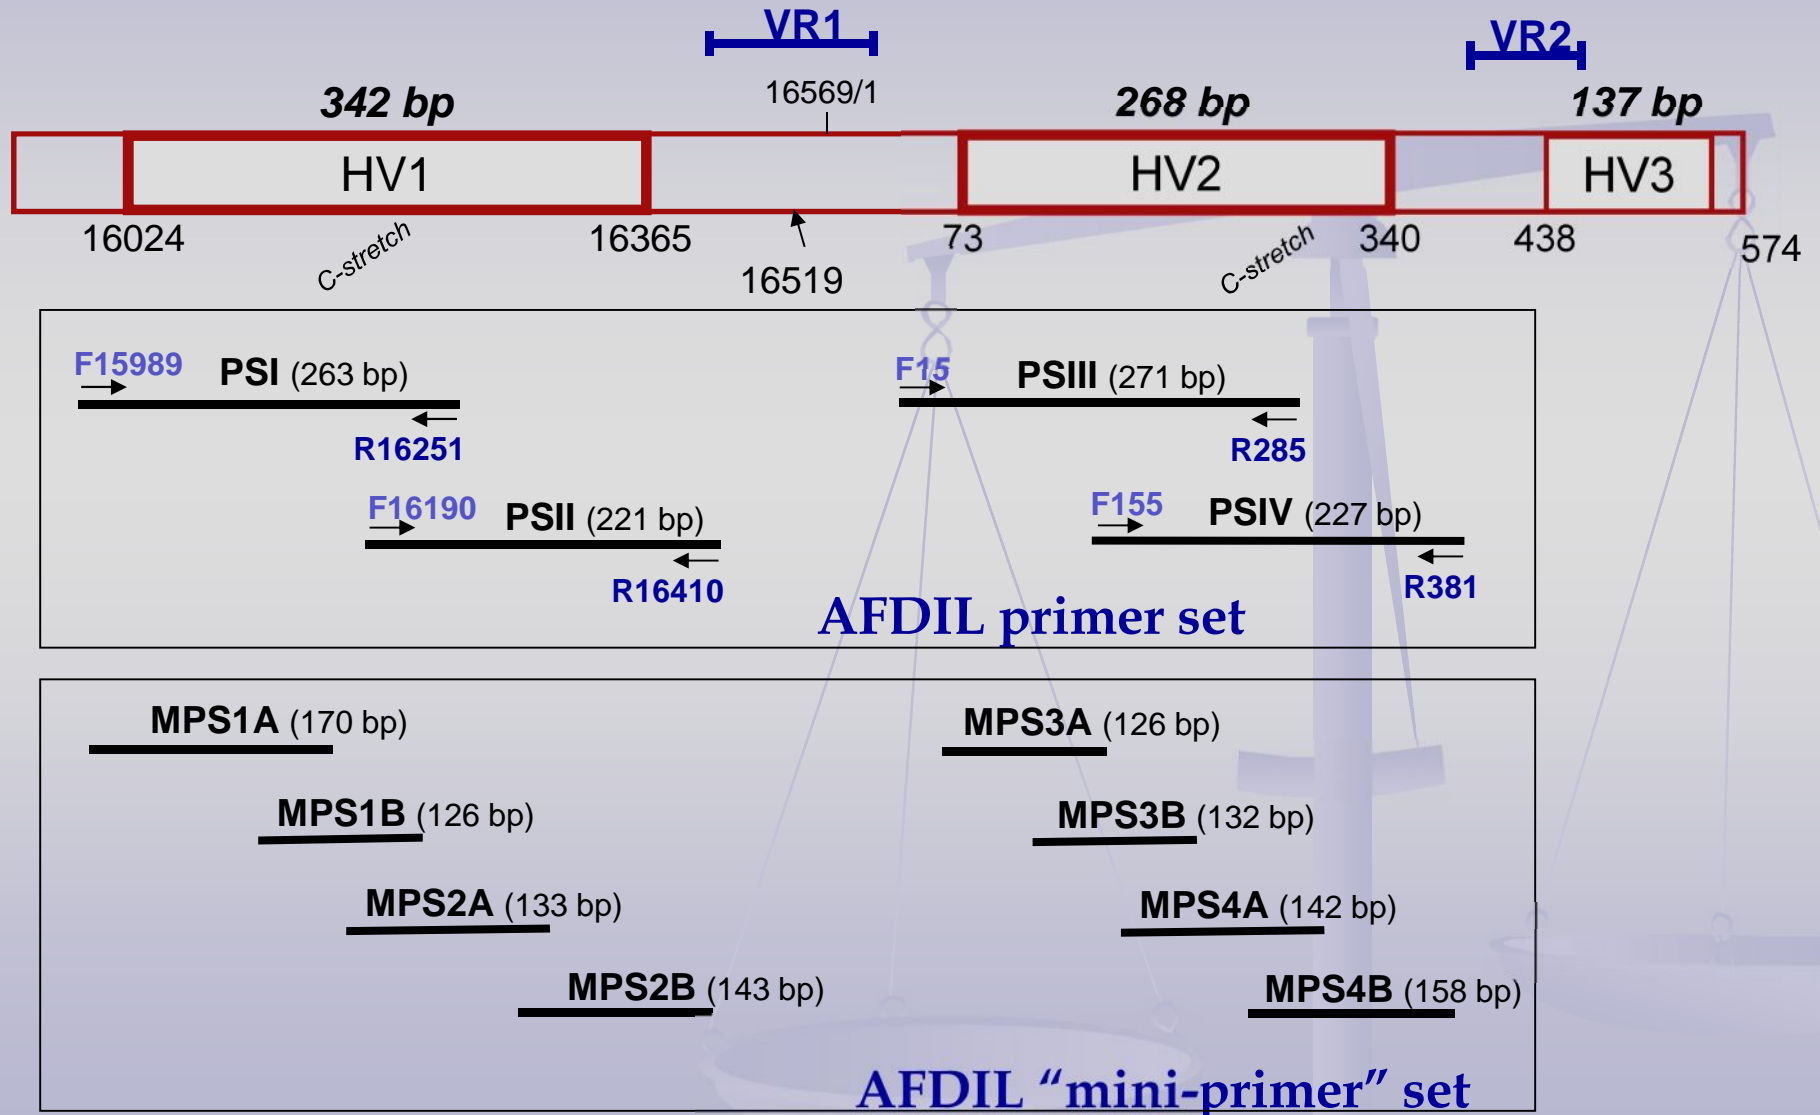 VR1
VR2
342 bp
16569/1
268 bp
137 bp
HV1
HV2
HV3
16024
C-stretch
16365
16519
73
C-stretch
340
438
574
F15989
PSI (263 bp)
R16251
F15
PSIII (271 bp)
R285
F16190
PSII (221 bp)
R16410
F155
PSIV (227 bp)
R381
AFDIL primer set
MPS1A (170 bp)
MPS3A (126 bp)
MPS1B (126 bp)
MPS3B (132 bp)
MPS2A (133 bp)
MPS4A (142 bp)
MPS2B (143 bp)
MPS4B (158 bp)
AFDIL “mini-primer” set